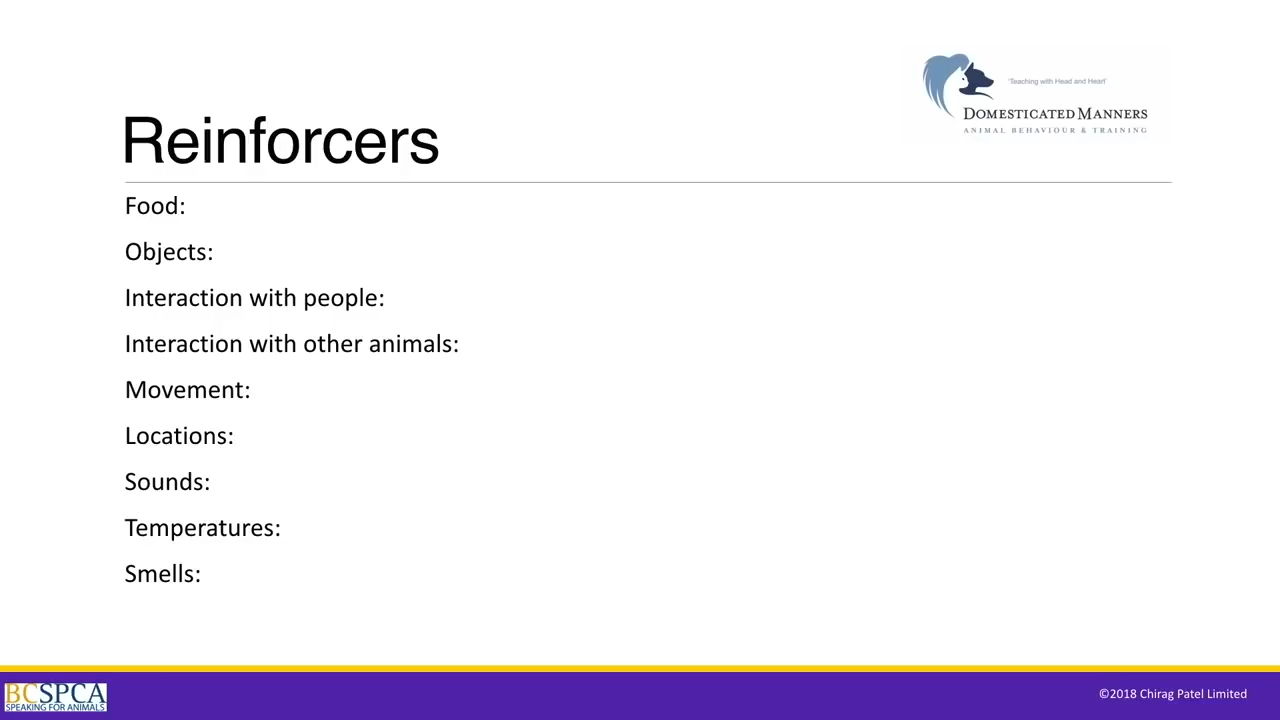 'Teaching with Head and Heart'
DOMESTICATED MANNERS
ANIMAL BEHAVIOUR & TRAINING
Reinforcers
Food:
Objects:
Interaction with people:
Interaction with other animals:
Movement:
Locations:
Sounds:
Temperatures:
Smells:
BCSPCA
SPEAKING FOR ANIMALS
©2018 Chirag Patel Limited